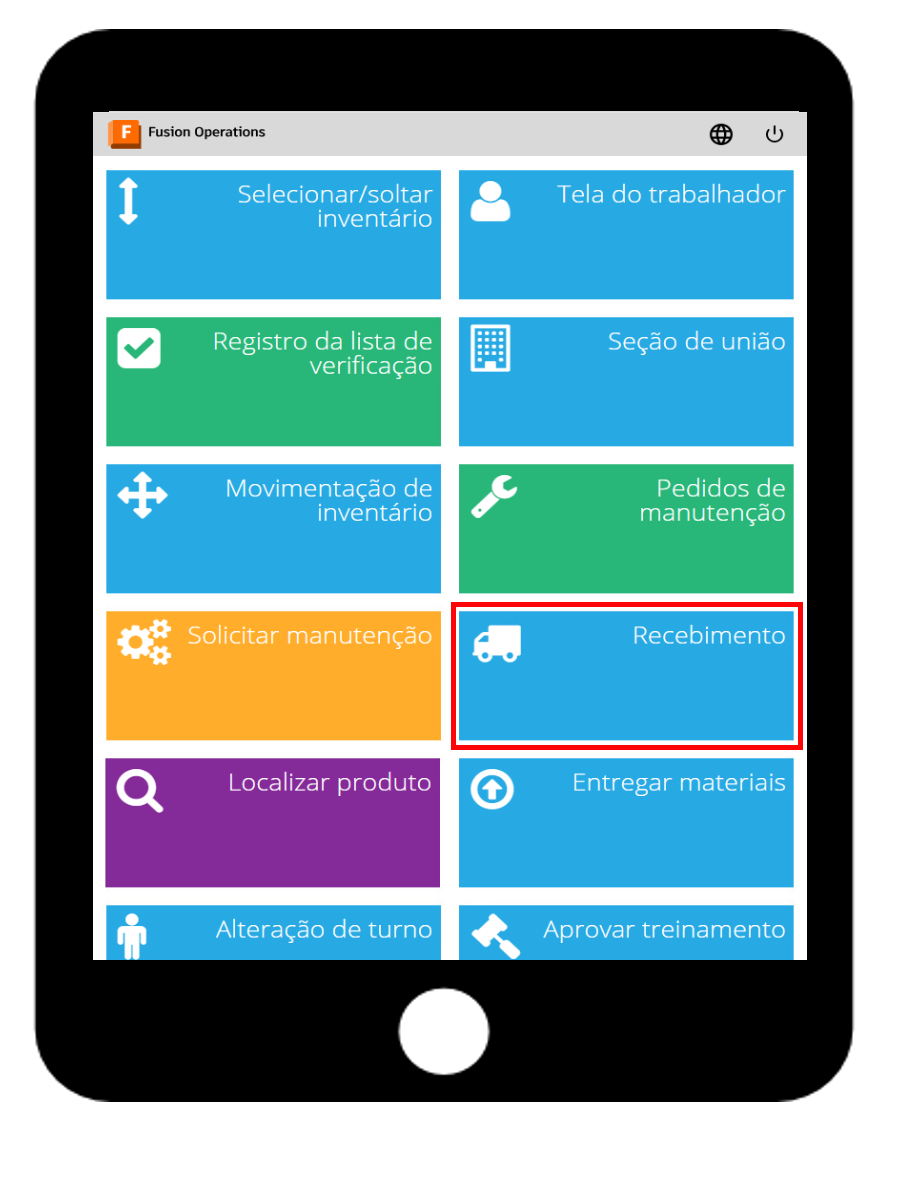 F Fusion Operations
Selecionar/soltar
inventário
Tela do trabalhador
Registro da lista de
verificação
Seção de união
Movimentação de
inventário
Pedidos de
manutenção
Solicitar manutenção
Recebimento
Localizar produto
Entregar materiais
Alteração de turno
Aprovar treinamento